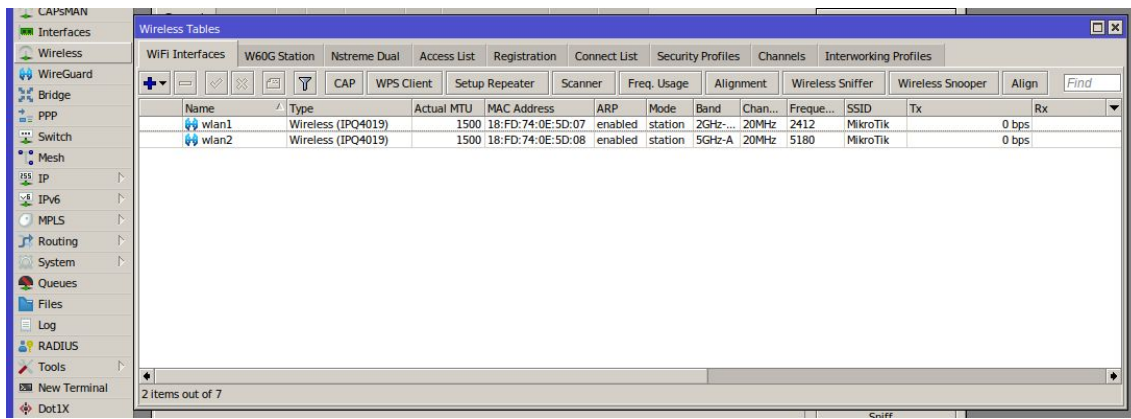 CAPsMAN
Interfaces
Wireless
WireGuard
Bridge
PPP
Switch
Mesh
IP
IPv6
MPLS
Routing
System
Queues
Files
Log
RADIUS
Tools
New Terminal
Dot1X
Wireless Tables
WiFi Interfaces W60G Station Nstreme Dual Access List Registration Connect List Security Profiles Channels Interworking Profiles
CAP WPS Client Setup Repeater Scanner Freq. Usage Alignment Wireless Sniffer Wireless Snooper Align Find
Name Type Actual MTU MAC Address ARP Mode Band Chan... Freque... SSID Tx Rx
wlan1 Wireless (IPQ4019) 1500 18:FD:74:0E:5D:07 enabled station 2GHz-... 20MHz 2412 MikroTik 0 bps
wlan2 Wireless (IPQ4019) 1500 18:FD:74:0E:5D:08 enabled station 5GHz-A 20MHz 5180 MikroTik 0 bps
2 items out of 7